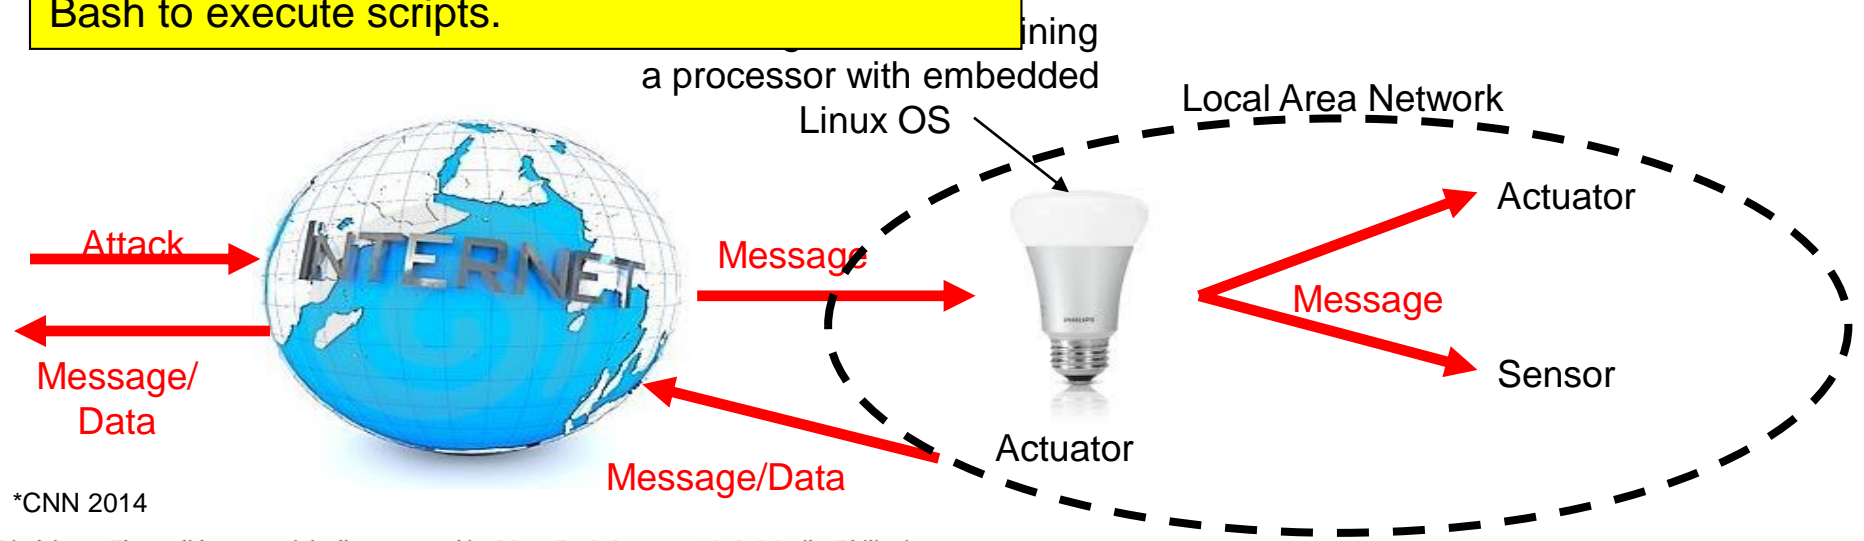 Bash to execute scripts.
ining
a processor with embedded
Linux OS
Local Area Network
Actuator
Attack
INTERNET
Message
Message
Sensor
Message/
Data
Actuator
Message/Data
*CNN 2014
PHILIPS